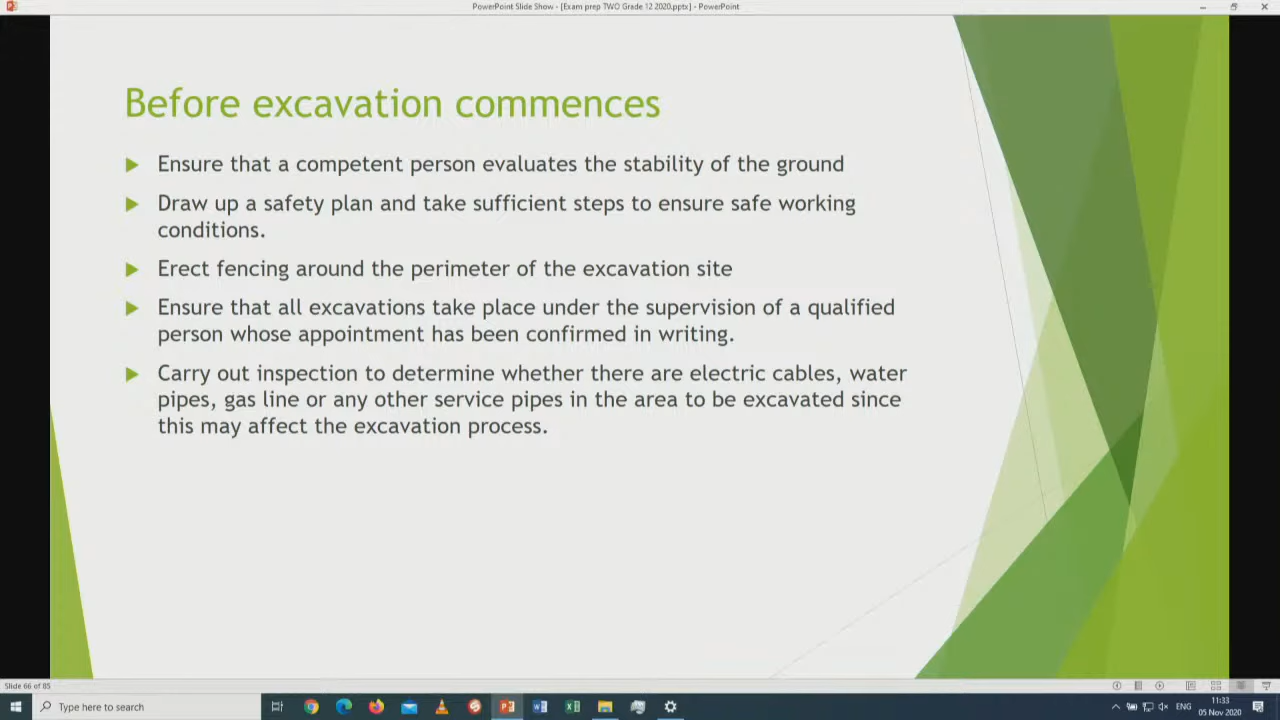 PowerPoint Slide Show - [Exam prep TWO Grade 12 2020.pptx] - PowerPoint
Before excavation commences
Ensure that a competent person evaluates the stability of the ground
Draw up a safety plan and take sufficient steps to ensure safe working
conditions.
Erect fencing around the perimeter of the excavation site
Ensure that all excavations take place under the supervision of a qualified
person whose appointment has been confirmed in writing.
Carry out inspection to determine whether there are electric cables, water
pipes, gas line or any other service pipes in the area to be excavated since
this may affect the excavation process.
Slide 66 of 85
Type here to search
ENG
11:33
05 Nov 2020